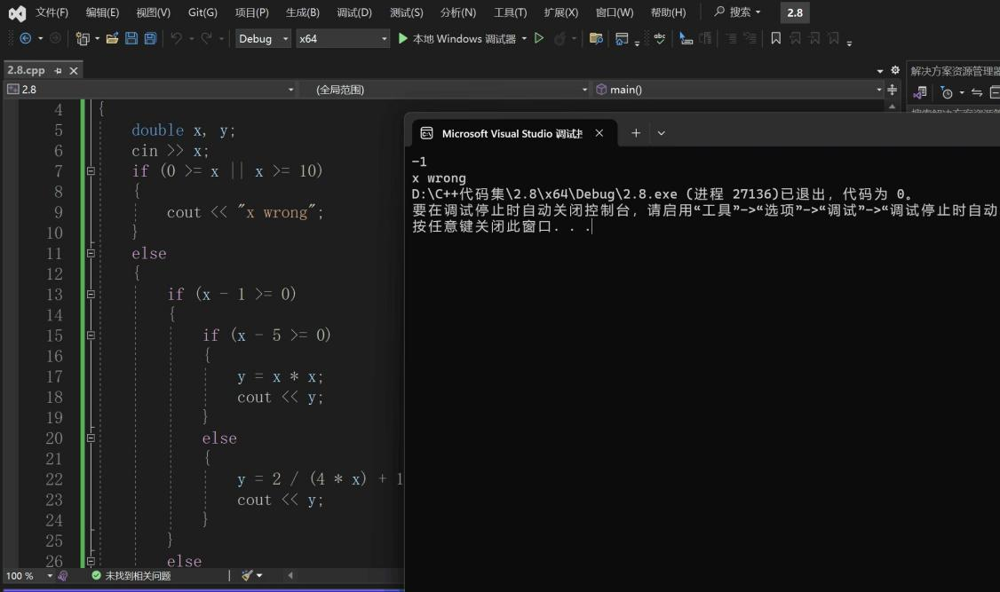 文件(F) 编辑(E) 视图(V) Git(G) 项目(P) 生成(B) 调试(D) 测试(S) 分析(N) 工具(T) 扩展(X) 窗口(W) 帮助(H) 搜索 2.8
Debug x64 本地 Windows 调试器
2.8.cpp
解决方案资源管理器
2.8 (全局范围) main()
4 {
5 double x, y;
6 cin >> x;
7 if (0 >= x || x >= 10)
8 {
9 cout << "x wrong";
10 }
11 else
12 {
13 if (x - 1 >= 0)
14 {
15 if (x - 5 >= 0)
16 {
17 y = x * x;
18 cout << y;
19 }
20 else
21 {
22 y = 2 / (4 * x) + 1
23 cout << y;
24 }
25 }
26 else
100 % 未找到相关问题
Microsoft Visual Studio 调试
-1
x wrong
D:\C++代码集\2.8\x64\Debug\2.8.exe (进程 27136)已退出，代码为 0。
要在调试停止时自动关闭控制台，请启用“工具”->“选项”->“调试”->“调试停止时自动
按任意键关闭此窗口. . .